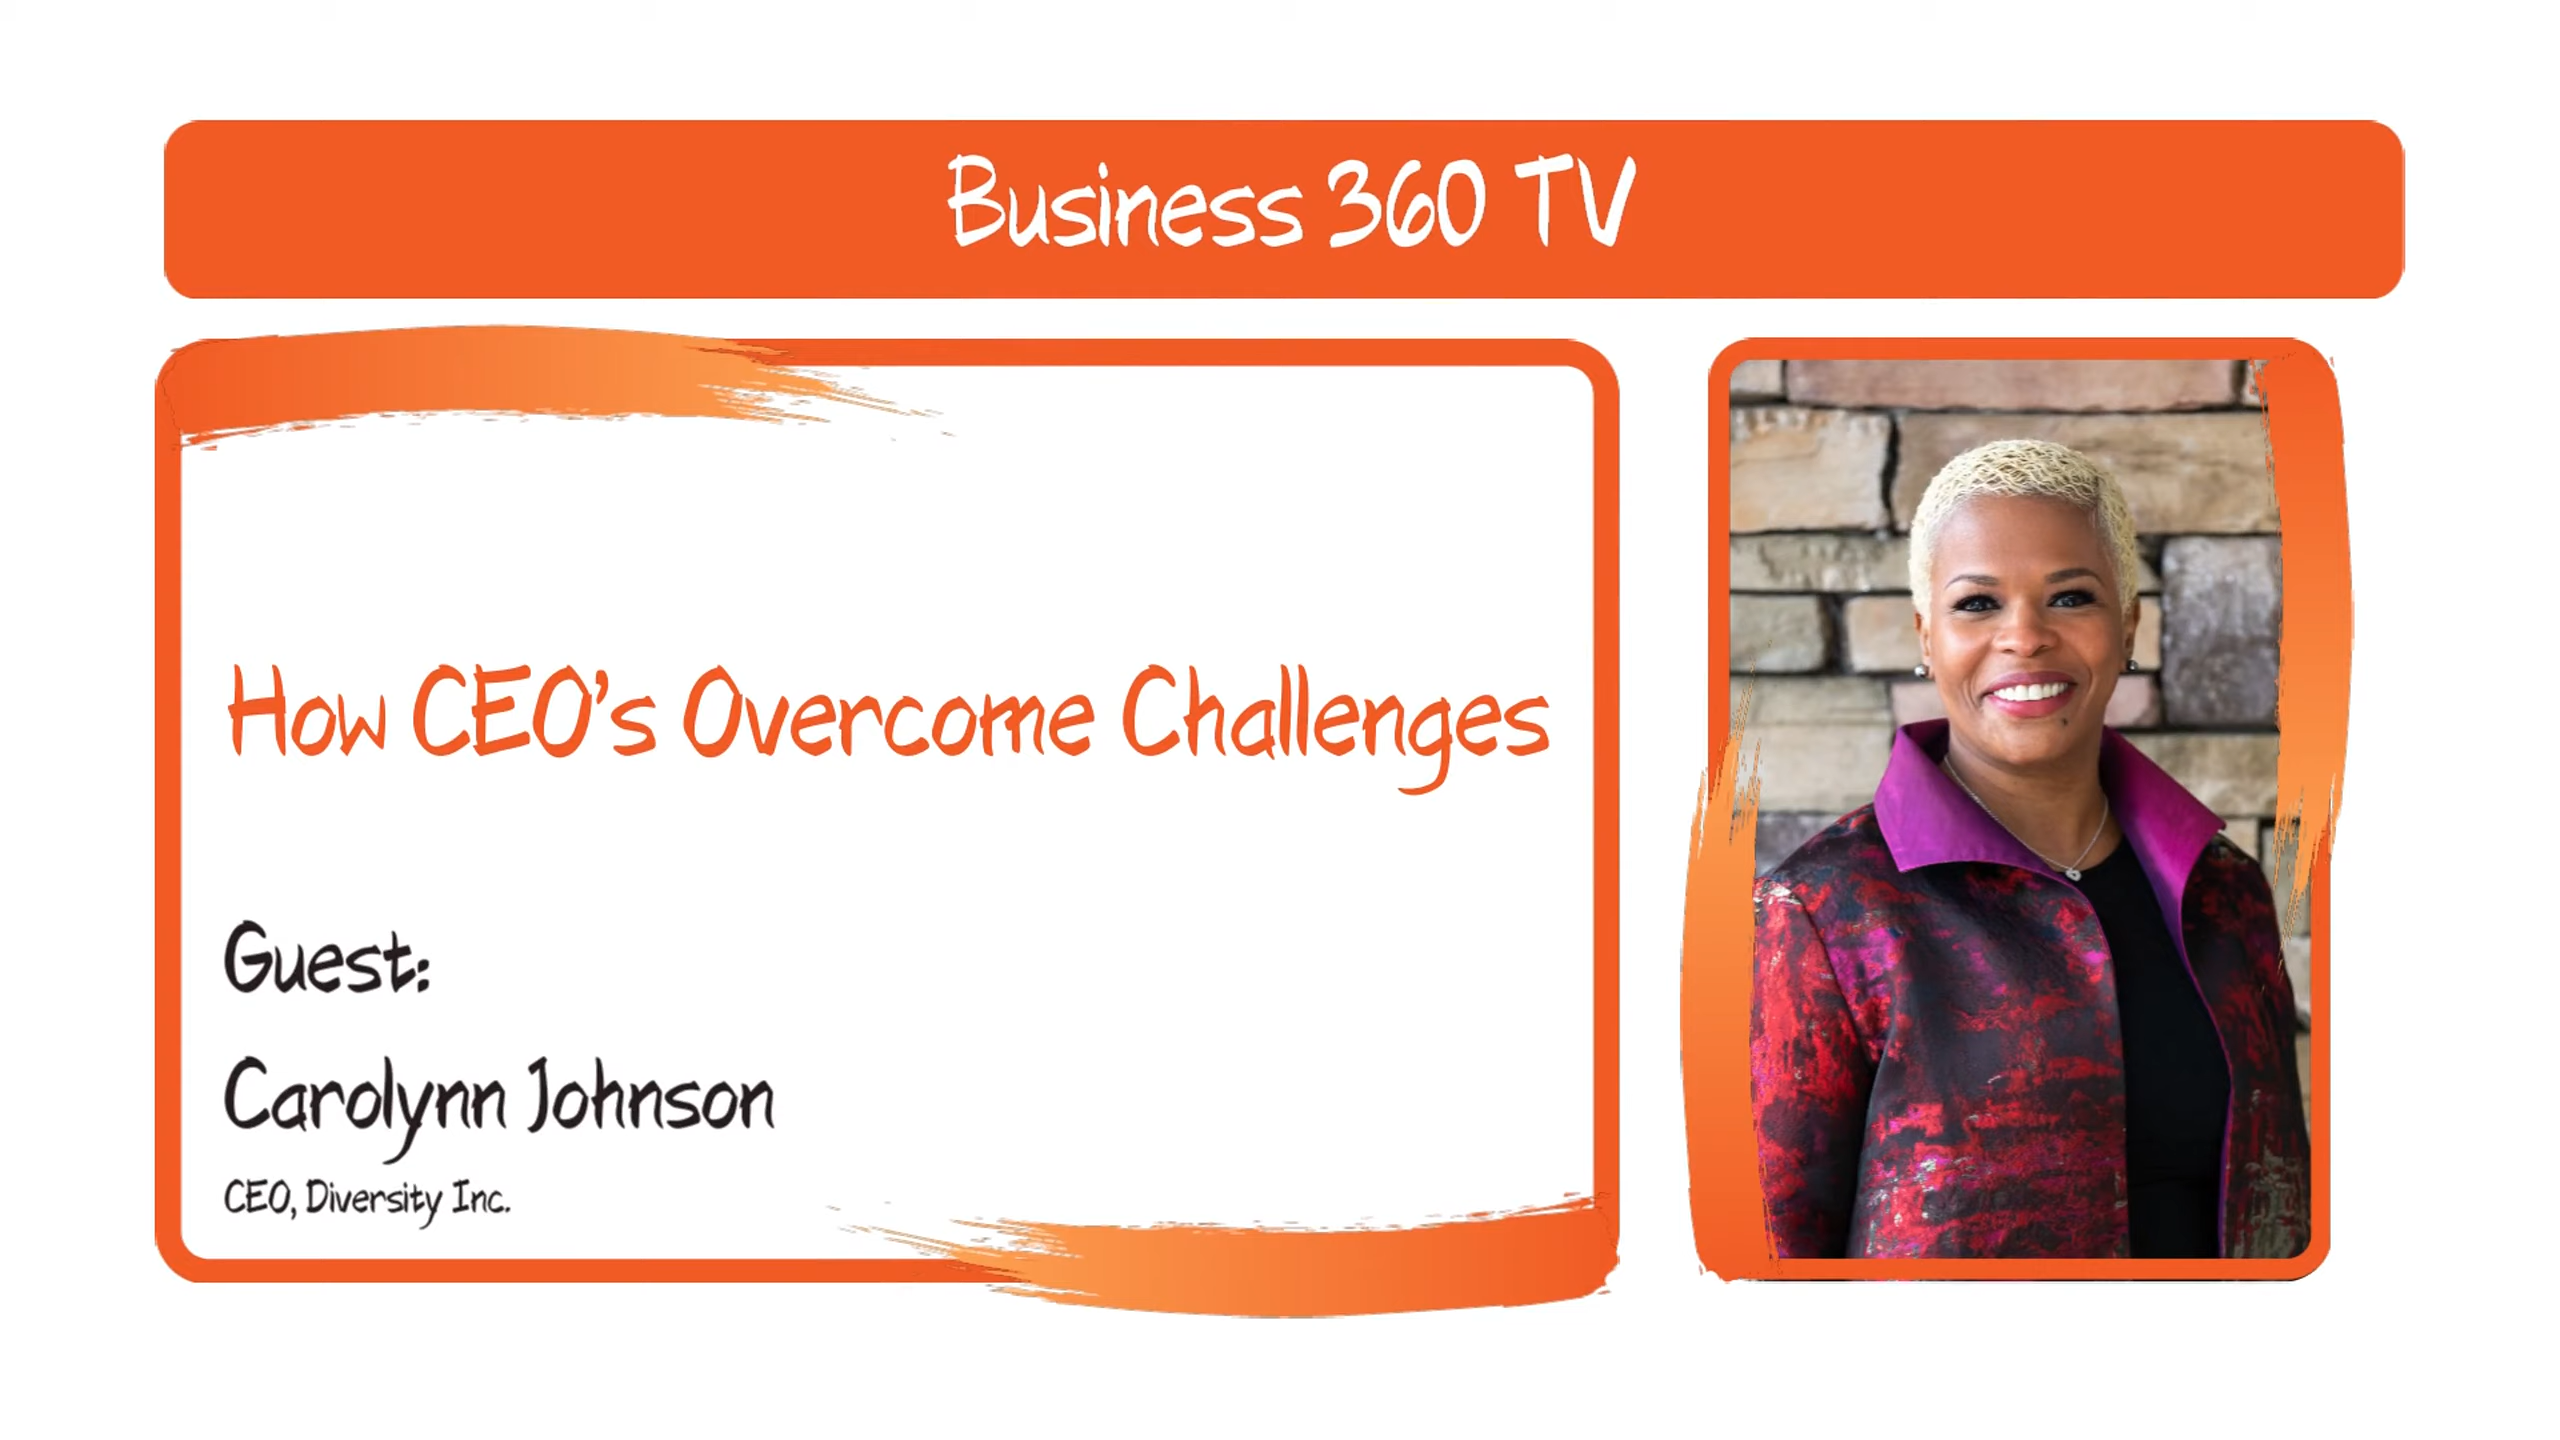 Business 360 TV
How CEO's Overcome Challenges
Guest:
Carolynn Johnson
CEO, Diversity Inc.